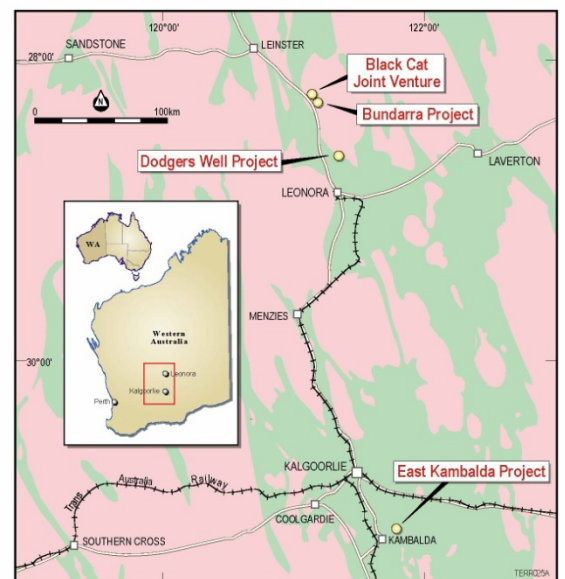 120°00'
122°00'
SANDSTONE
LEINSTER
28°00'
Black Cat
Joint Venture
N
0
100km
Bundarra Project
Dodgers Well Project
LAVERTON
LEONORA
WA
Western
Australia
MENZIES
30°00'
Leonora
Kalgoorlie
Perth
KALGOORLIE
East Kambalda Project
Trans
Australia
Railway
COOLGARDIE
SOUTHERN CROSS
KAMBALDA
TERR025A